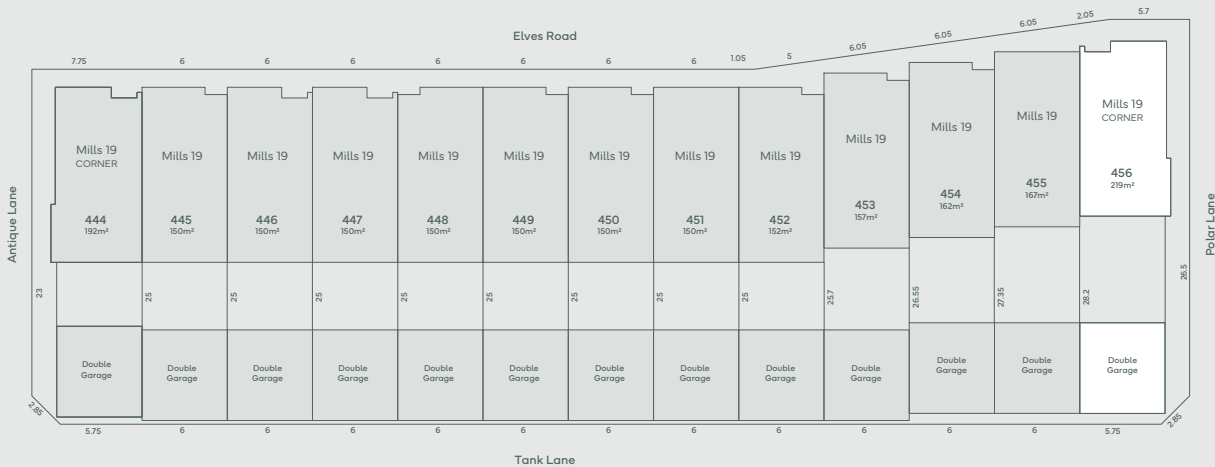 Elves Road
7.75
6
6
6
6
6
6
6
1.05
5
6.05
6.05
6.05
2.05
5.7
Antique Lane
Polar Lane
Mills 19
CORNER
444
192m²
Mills 19
445
150m²
Mills 19
446
150m²
Mills 19
447
150m²
Mills 19
448
150m²
Mills 19
449
150m²
Mills 19
450
150m²
Mills 19
451
150m²
Mills 19
452
152m²
Mills 19
453
157m²
Mills 19
454
162m²
Mills 19
455
167m²
Mills 19
CORNER
456
219m²
23
25
25
25
25
25
25
25
25
25.7
26.55
27.35
28.2
26.5
Double
Garage
Double
Garage
Double
Garage
Double
Garage
Double
Garage
Double
Garage
Double
Garage
Double
Garage
Double
Garage
Double
Garage
Double
Garage
Double
Garage
Double
Garage
2.85
5.75
6
6
6
6
6
6
6
6
6
6
6
5.75
2.85
Tank Lane